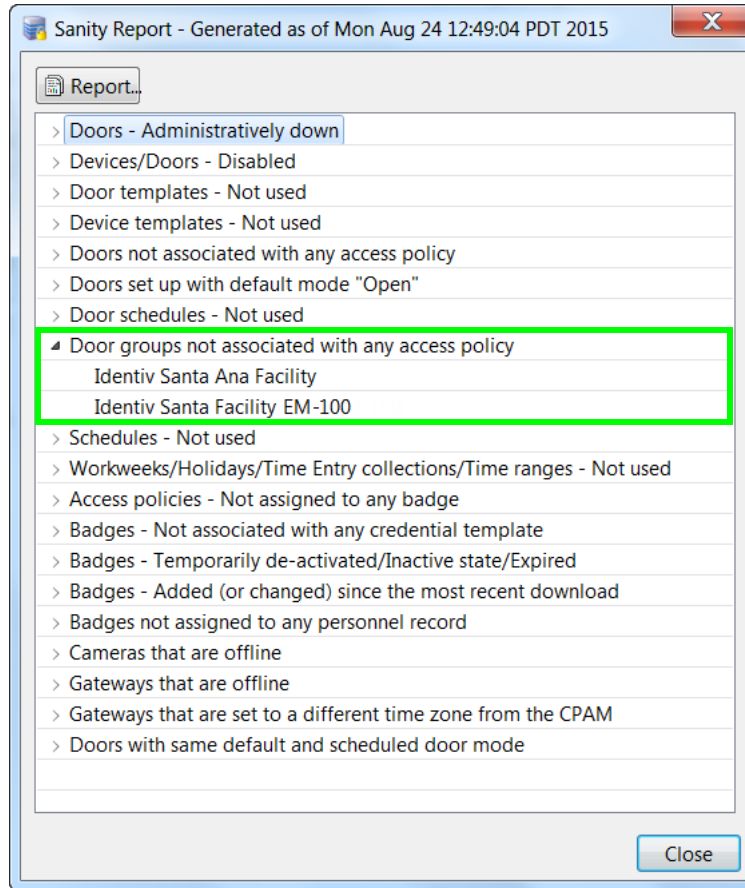 Sanity Report - Generated as of Mon Aug 24 12:49:04 PDT 2015
X
Report...
Doors - Administratively down
Devices/Doors - Disabled
Door templates - Not used
Device templates - Not used
Doors not associated with any access policy
Doors set up with default mode "Open"
Door schedules - Not used
Door groups not associated with any access policy
Identiv Santa Ana Facility
Identiv Santa Facility EM-100
Schedules - Not used
Workweeks/Holidays/Time Entry collections/Time ranges - Not used
Access policies - Not assigned to any badge
Badges - Not associated with any credential template
Badges - Temporarily de-activated/Inactive state/Expired
Badges - Added (or changed) since the most recent download
Badges not assigned to any personnel record
Cameras that are offline
Gateways that are offline
Gateways that are set to a different time zone from the CPAM
Doors with same default and scheduled door mode
Close